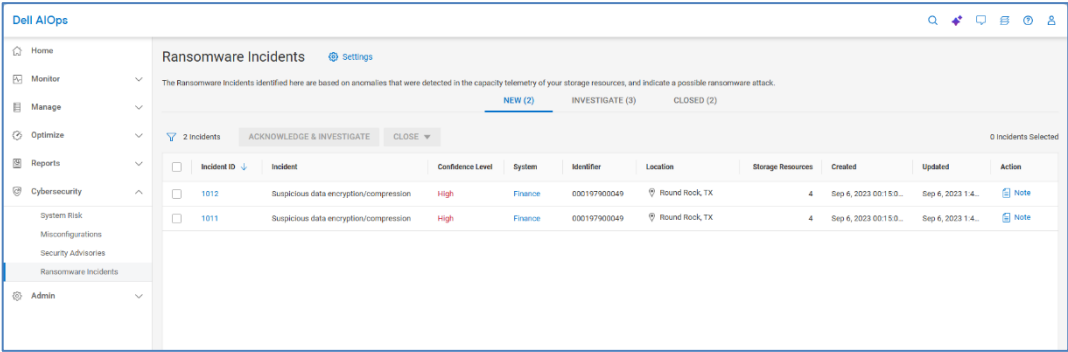 Dell AIOps
Home
Monitor
Manage
Optimize
Reports
Cybersecurity
System Risk
Misconfigurations
Security Advisories
Ransomware Incidents
Admin
Ransomware Incidents Settings
The Ransomware Incidents identified here are based on anomalies that were detected in the capacity telemetry of your storage resources, and indicate a possible ransomware attack.
NEW (2) INVESTIGATE (3) CLOSED (2)
2 Incidents ACKNOWLEDGE & INVESTIGATE CLOSE 0 Incidents Selected
Incident ID Incident Confidence Level System Identifier Location Storage Resources Created Updated Action
1012 Suspicious data encryption/compression High Finance 000197900049 Round Rock, TX 4 Sep 6, 2023 00:15:0... Sep 6, 2023 1:4... Note
1011 Suspicious data encryption/compression High Finance 000197900049 Round Rock, TX 4 Sep 6, 2023 00:15:0... Sep 6, 2023 1:4... Note